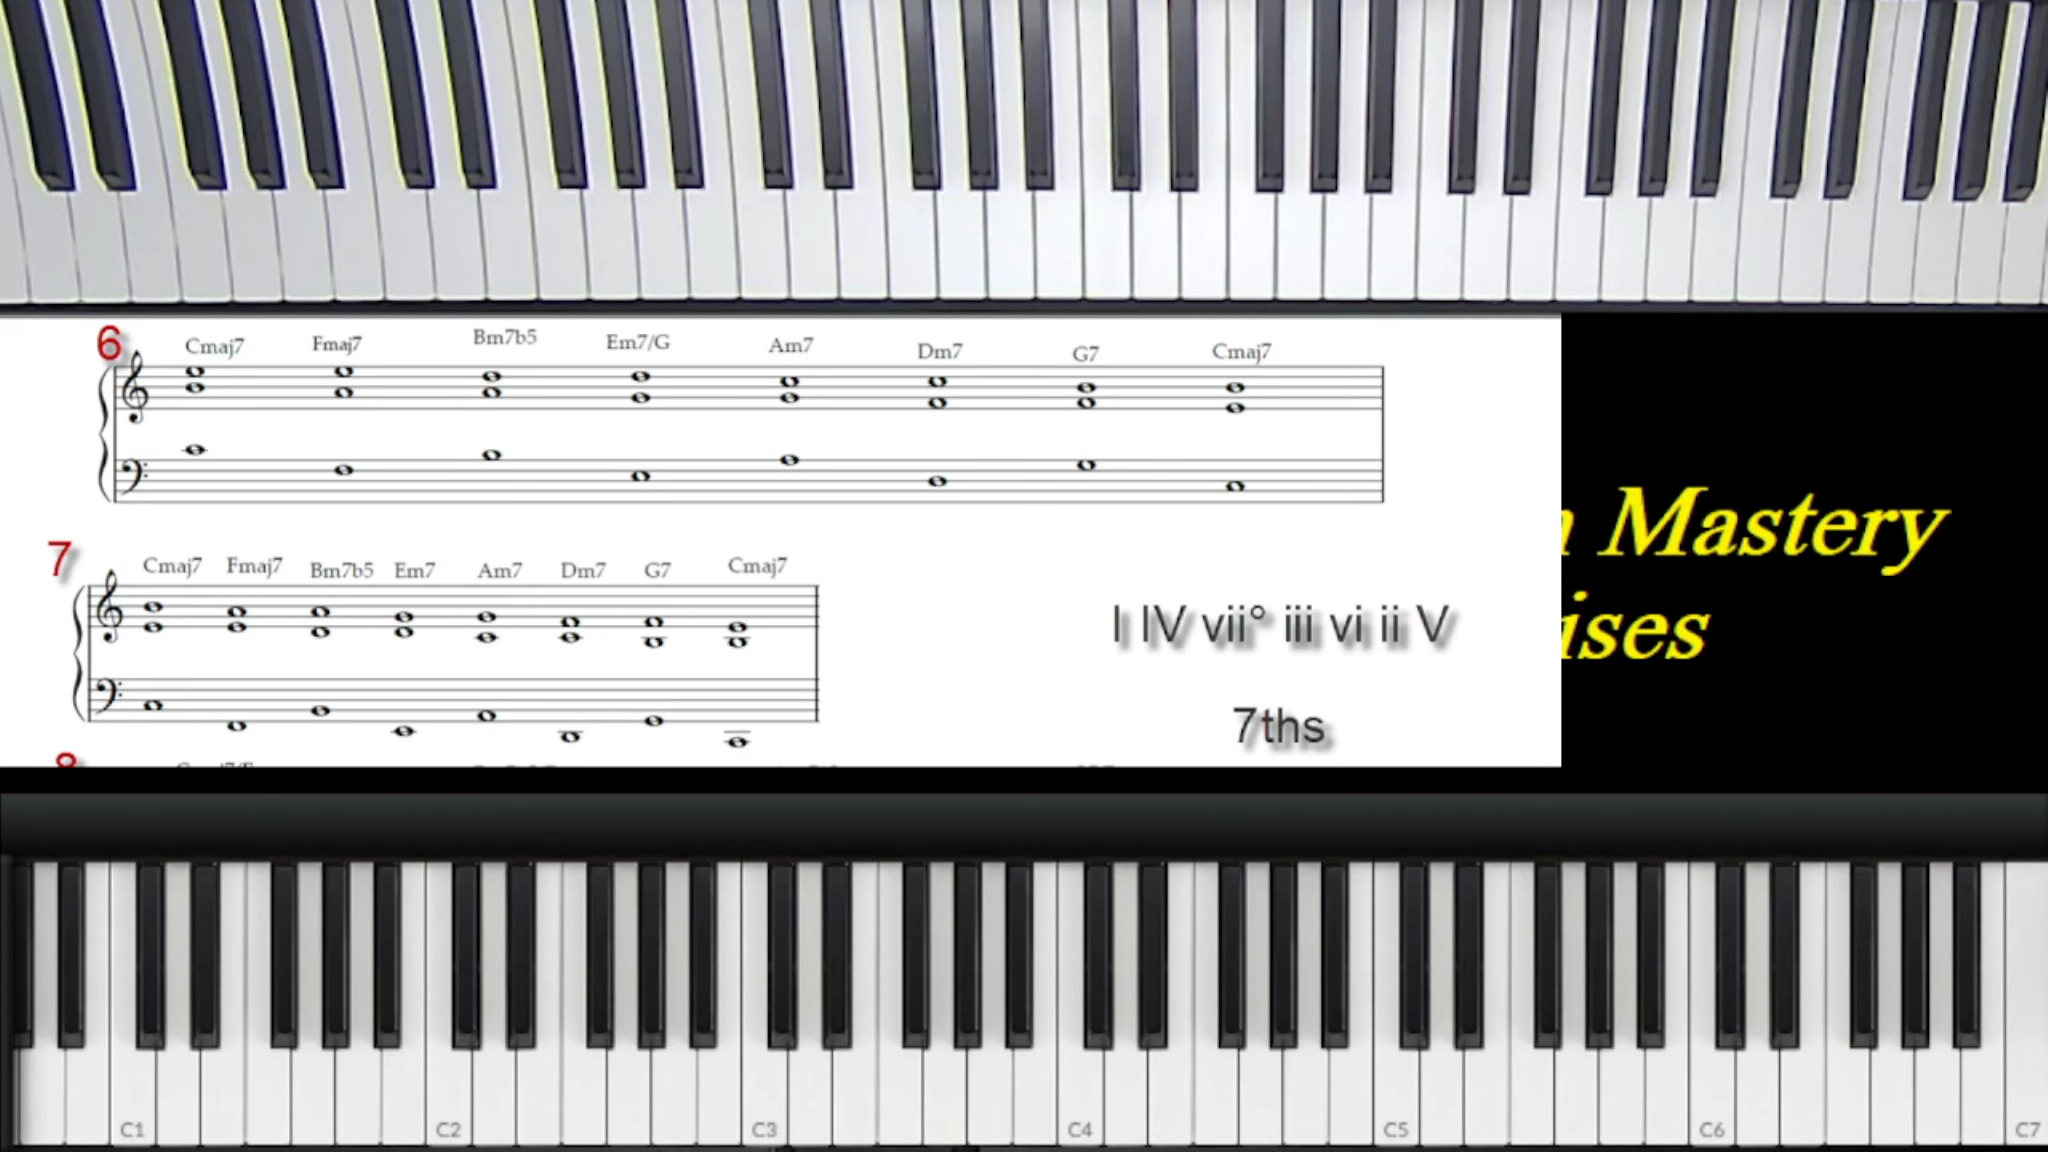 6
Cmaj7 Fmaj7 Bm7b5 Em7/G Am7 Dm7 G7 Cmaj7
7
Cmaj7 Fmaj7 Bm7b5 Em7 Am7 Dm7 G7 Cmaj7
I IV vii° iii vi ii V
7ths
Mastery
ises
C1 C2 C3 C4 C5 C6 C7